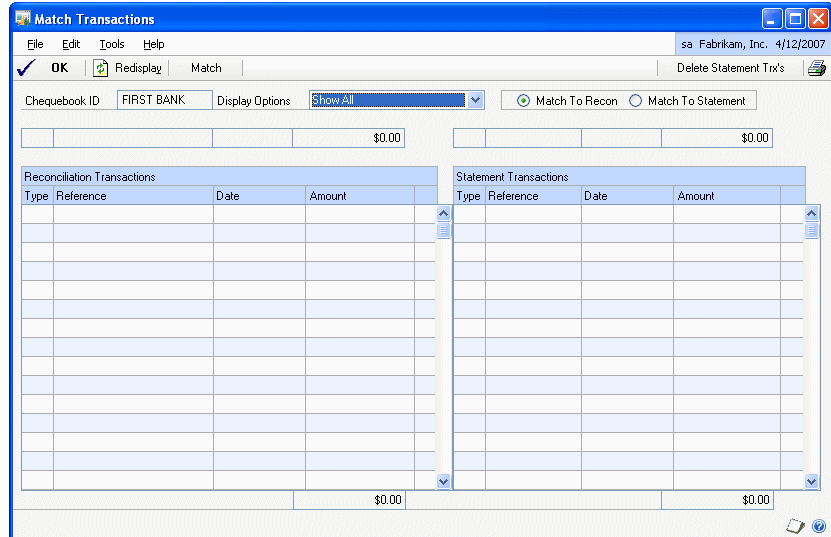 Match Transactions
File Edit Tools Help
sa Fabrikam, Inc. 4/12/2007
OK Redisplay Match Delete Statement Trx's
Chequebook ID FIRST BANK Display Options Show All Match To Recon Match To Statement
$0.00 $0.00
Reconciliation Transactions Statement Transactions
Type Reference Date Amount Type Reference Date Amount
$0.00 $0.00